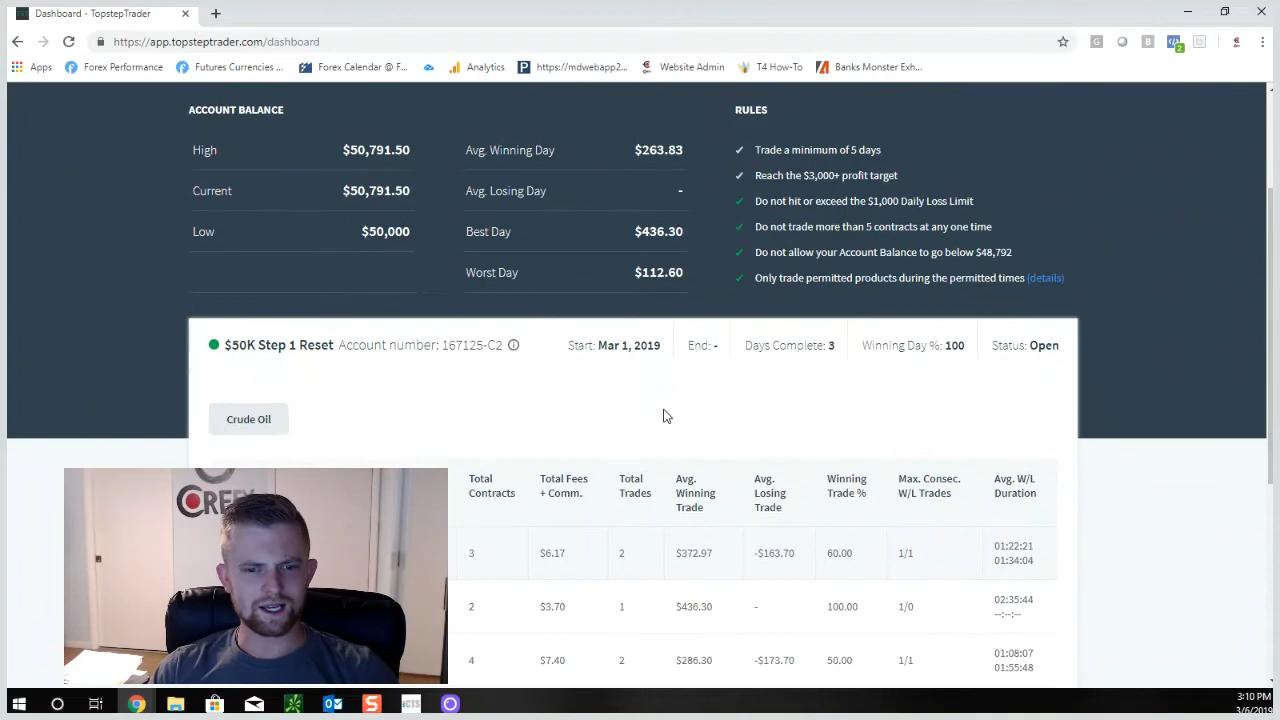 Dashboard - TopstepTrader
https://app.topsteptrader.com/dashboard
Apps Forex Performance Futures Currencies ... Forex Calendar @ F... Analytics https://mdwebapp2... Website Admin T4 How-To Banks Monster Exh...
ACCOUNT BALANCE RULES
High $50,791.50 Avg. Winning Day $263.83 Trade a minimum of 5 days
Reach the $3,000+ profit target
Current $50,791.50 Avg. Losing Day -
Do not hit or exceed the $1,000 Daily Loss Limit
Low $50,000 Best Day $436.30 Do not trade more than 5 contracts at any one time
Do not allow your Account Balance to go below $48,792
Worst Day $112.60 Only trade permitted products during the permitted times (details)
$50K Step 1 Reset Account number: 167125-C2 Start: Mar 1, 2019 End: - Days Complete: 3 Winning Day %: 100 Status: Open
Crude Oil
Total Contracts Total Fees + Comm. Total Trades Avg. Winning Trade Avg. Losing Trade Winning Trade % Max. Consec. W/L Trades Avg. W/L Duration
3 $6.17 2 $372.97 -$163.70 60.00 1/1 01:22:21
01:34:04
2 $3.70 1 $436.30 - 100.00 1/0 02:35:44
--:--:--
4 $7.40 2 $286.30 -$173.70 50.00 1/1 01:08:07
01:55:48
3:10 PM
3/6/2019